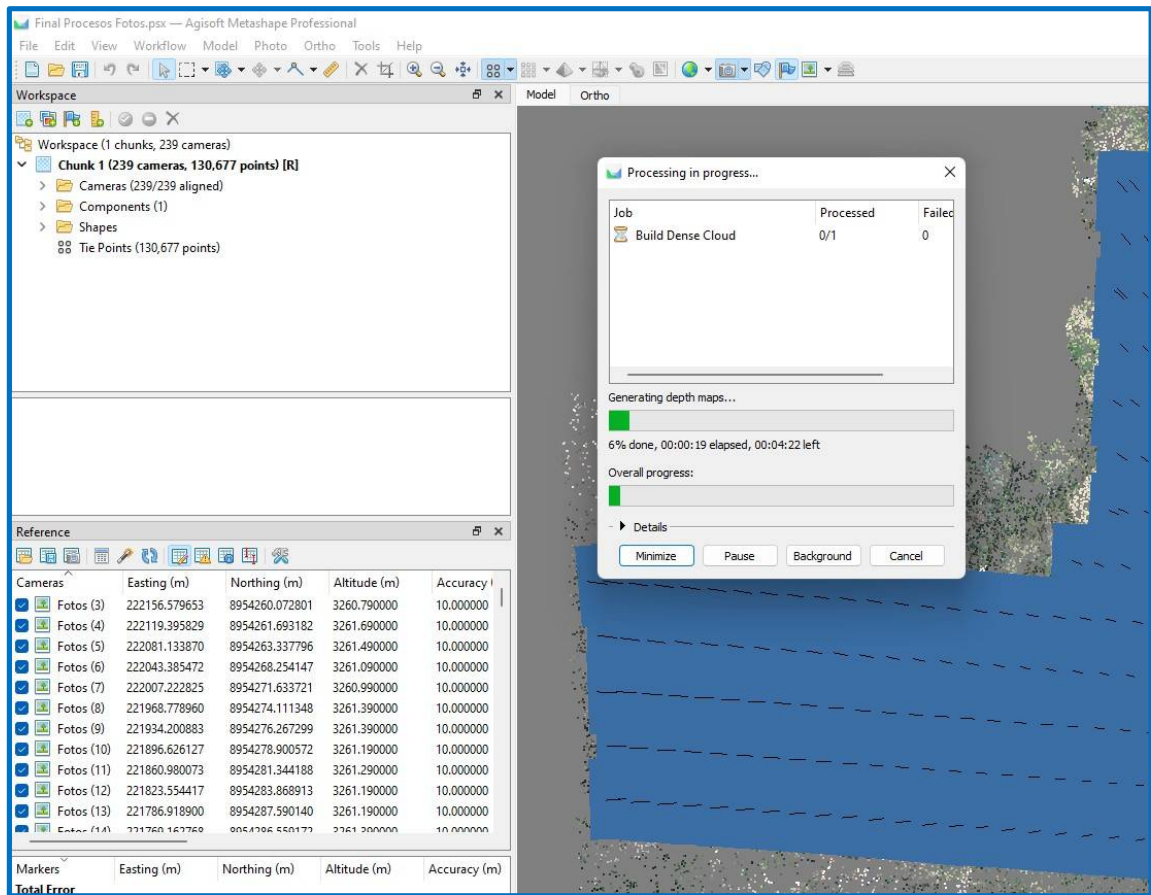 Final Procesos Fotos.psx — Agisoft Metashape Professional
File Edit View Workflow Model Photo Ortho Tools Help
Workspace
Model Ortho
Workspace (1 chunks, 239 cameras)
Chunk 1 (239 cameras, 130,677 points) [R]
Cameras (239/239 aligned)
Components (1)
Shapes
Tie Points (130,677 points)
Processing in progress...
Job Processed Failed
Build Dense Cloud 0/1 0
Generating depth maps...
6% done, 00:00:19 elapsed, 00:04:22 left
Overall progress:
Details
Minimize Pause Background Cancel
Reference
Cameras Easting (m) Northing (m) Altitude (m) Accuracy (
Fotos (3) 222156.579653 8954260.072801 3260.790000 10.000000
Fotos (4) 222119.395829 8954261.693182 3261.690000 10.000000
Fotos (5) 222081.133870 8954263.337796 3261.490000 10.000000
Fotos (6) 222043.385472 8954268.254147 3261.090000 10.000000
Fotos (7) 222007.222825 8954271.633721 3260.990000 10.000000
Fotos (8) 221968.778960 8954274.111348 3261.390000 10.000000
Fotos (9) 221934.200883 8954276.267299 3261.390000 10.000000
Fotos (10) 221896.626127 8954278.900572 3261.190000 10.000000
Fotos (11) 221860.980073 8954281.344188 3261.290000 10.000000
Fotos (12) 221823.554417 8954283.868913 3261.190000 10.000000
Fotos (13) 221786.918900 8954287.590140 3261.190000 10.000000
Fotos (14) 221769.162768 8954286.559172 3261.390000 10.000000
Markers Easting (m) Northing (m) Altitude (m) Accuracy (m)
Total Error